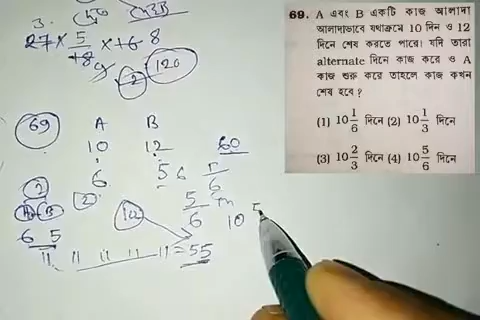 3.
27 × 5 × +6 8
+8
2
120
69. A এবং B একটি কাজ আলাদা
আলাদাভাবে যথাক্রমে 10 দিন ও 12
দিনে শেষ করতে পারে। যদি তারা
alternate দিনে কাজ করে ও A
কাজ শুরু করে তাহলে কাজ কখন
শেষ হবে ?
(1) 10 1/6 দিনে (2) 10 1/3 দিনে
(3) 10 2/3 দিনে (4) 10 5/6 দিনে
69 A B
10 12 60
6 5 6
2 2
A+B 5/6
6 5 10 10 5
11 11 11 11 11 = 55